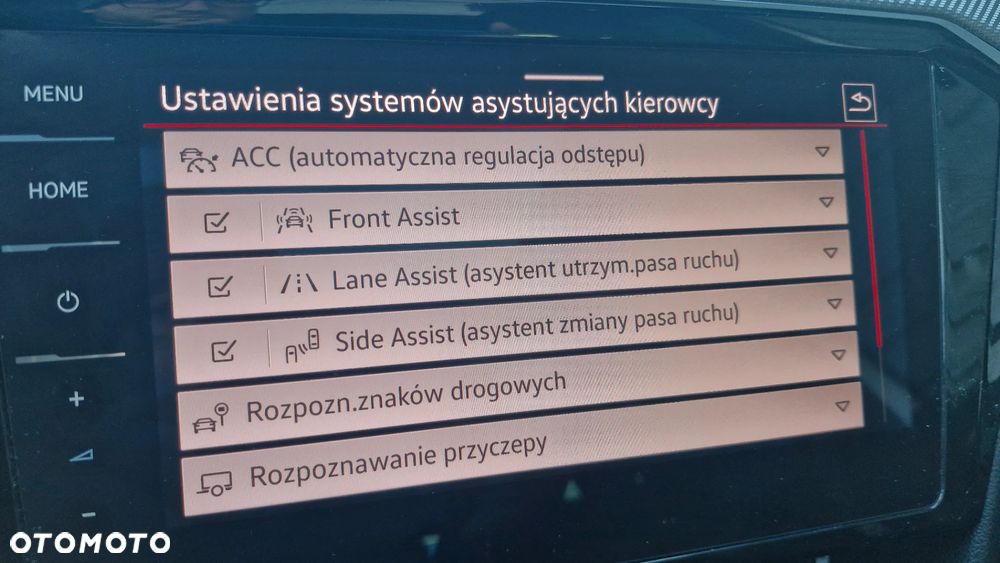 MENU
Ustawienia systemów asystujących kierowcy
ACC (automatyczna regulacja odstępu)
HOME
Front Assist
Lane Assist (asystent utrzym.pasa ruchu)
Side Assist (asystent zmiany pasa ruchu)
Rozpozn.znaków drogowych
Rozpoznawanie przyczepy
OTOMOTO